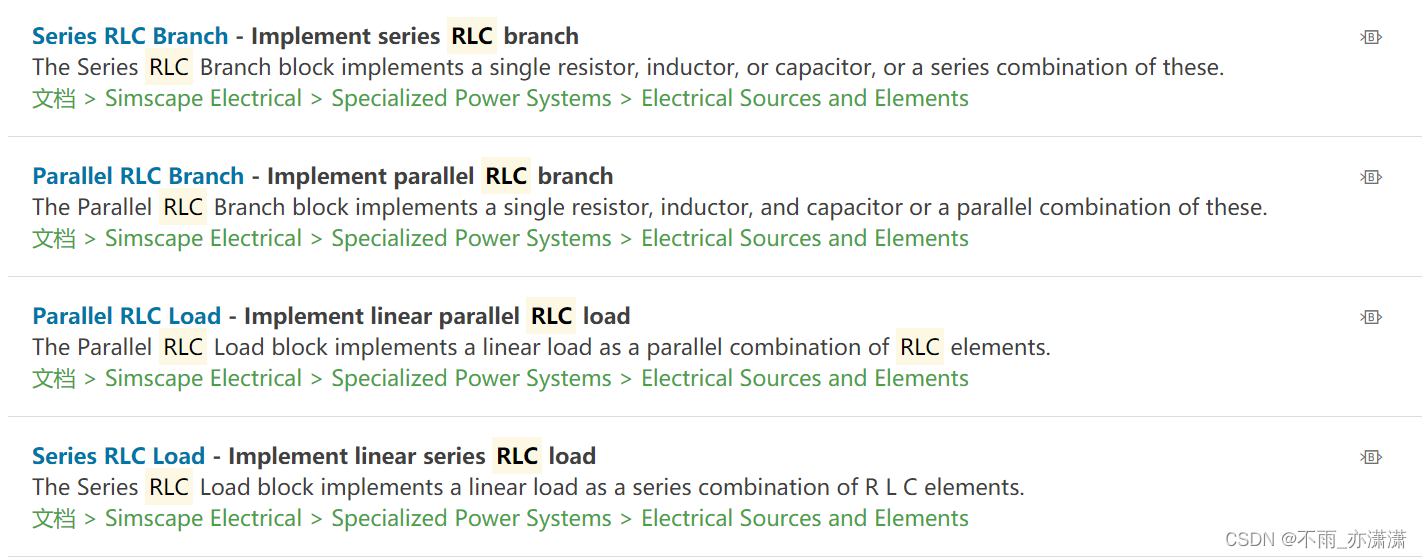 Series RLC Branch - Implement series RLC branch
The Series RLC Branch block implements a single resistor, inductor, or capacitor, or a series combination of these.
文档 > Simscape Electrical > Specialized Power Systems > Electrical Sources and Elements
Parallel RLC Branch - Implement parallel RLC branch
The Parallel RLC Branch block implements a single resistor, inductor, and capacitor or a parallel combination of these.
文档 > Simscape Electrical > Specialized Power Systems > Electrical Sources and Elements
Parallel RLC Load - Implement linear parallel RLC load
The Parallel RLC Load block implements a linear load as a parallel combination of RLC elements.
文档 > Simscape Electrical > Specialized Power Systems > Electrical Sources and Elements
Series RLC Load - Implement linear series RLC load
The Series RLC Load block implements a linear load as a series combination of R L C elements.
文档 > Simscape Electrical > Specialized Power Systems > Electrical Sources and Elements
CSDN @不雨_亦潇潇